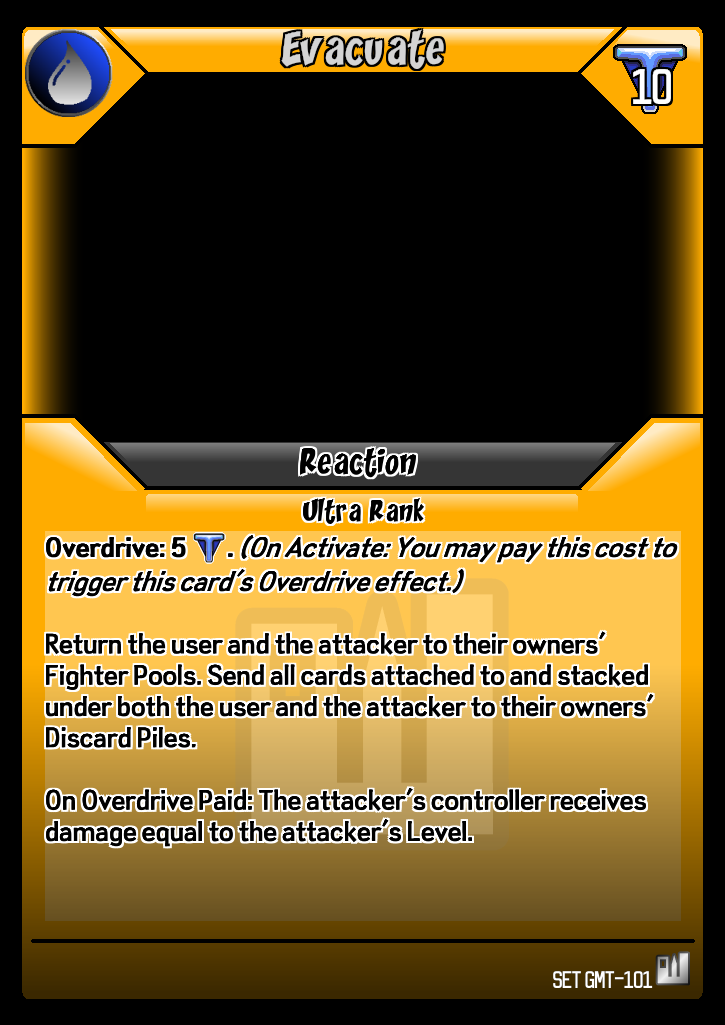 Evacuate
10
Reaction
Ultra Rank
Overdrive: 5 T. (On Activate: You may pay this cost to
trigger this card's Overdrive effect.)
Return the user and the attacker to their owners'
Fighter Pools. Send all cards attached to and stacked
under both the user and the attacker to their owners'
Discard Piles.
On Overdrive Paid: The attacker's controller receives
damage equal to the attacker's Level.
SET GMT-101